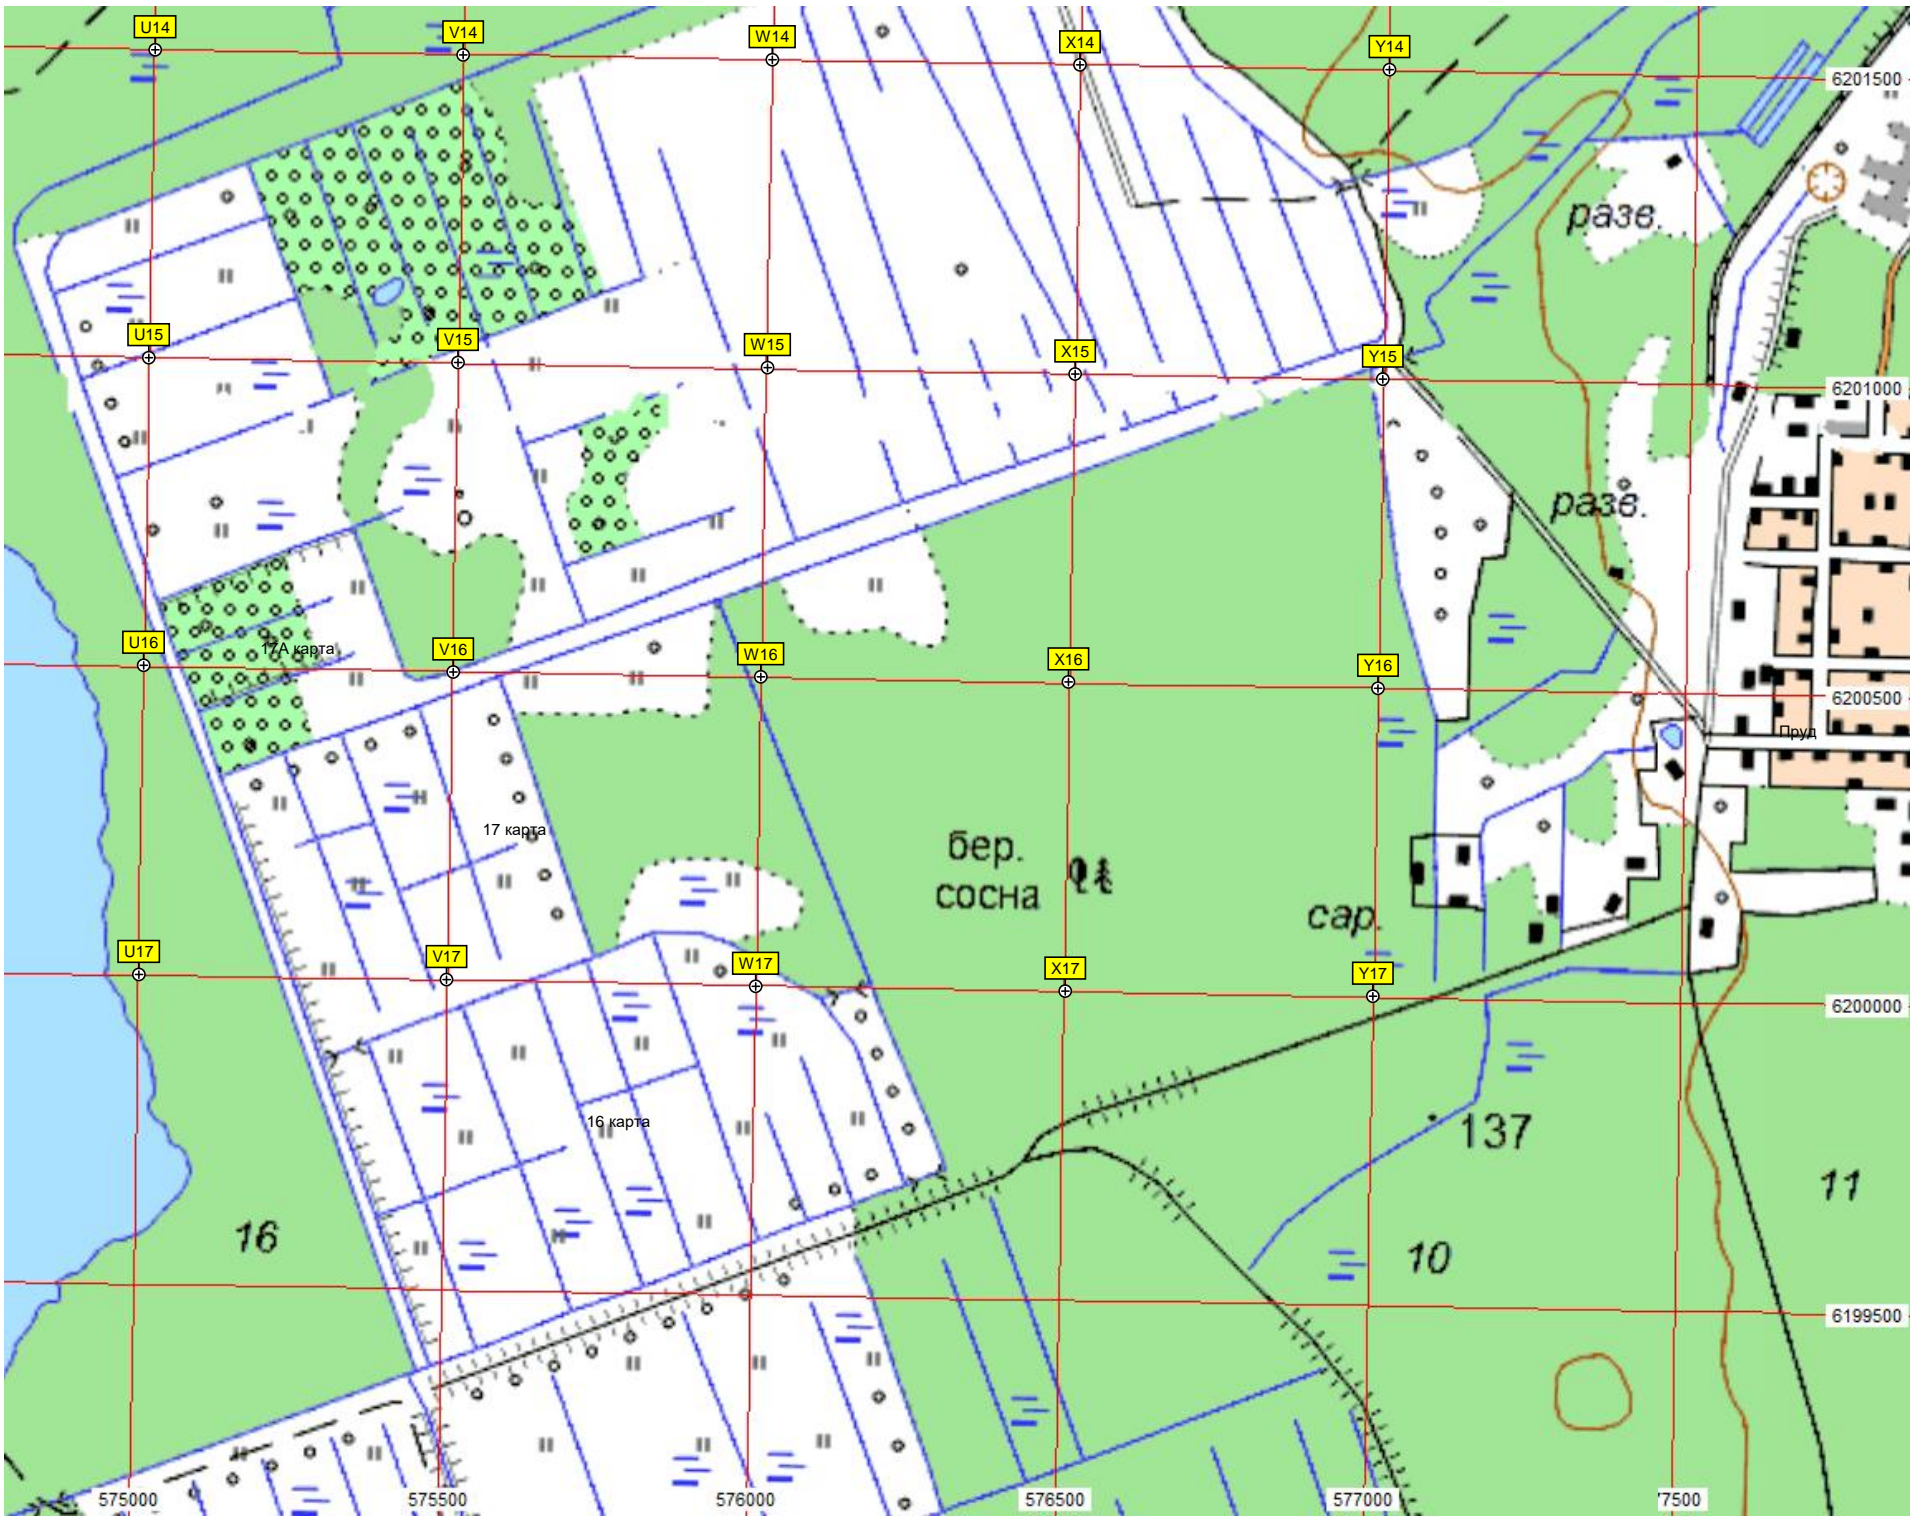 U14
V14
W14
X14
Y14
6201500
разв.
U15
V15
W15
X15
Y15
6201000
разв.
17А карта
U16
V16
W16
X16
Y16
6200500
Пруд
17 карта
бер.
сосна
сар.
U17
V17
W17
X17
Y17
6200000
16 карта
137
11
16
10
6199500
575000
575500
576000
576500
577000
77500